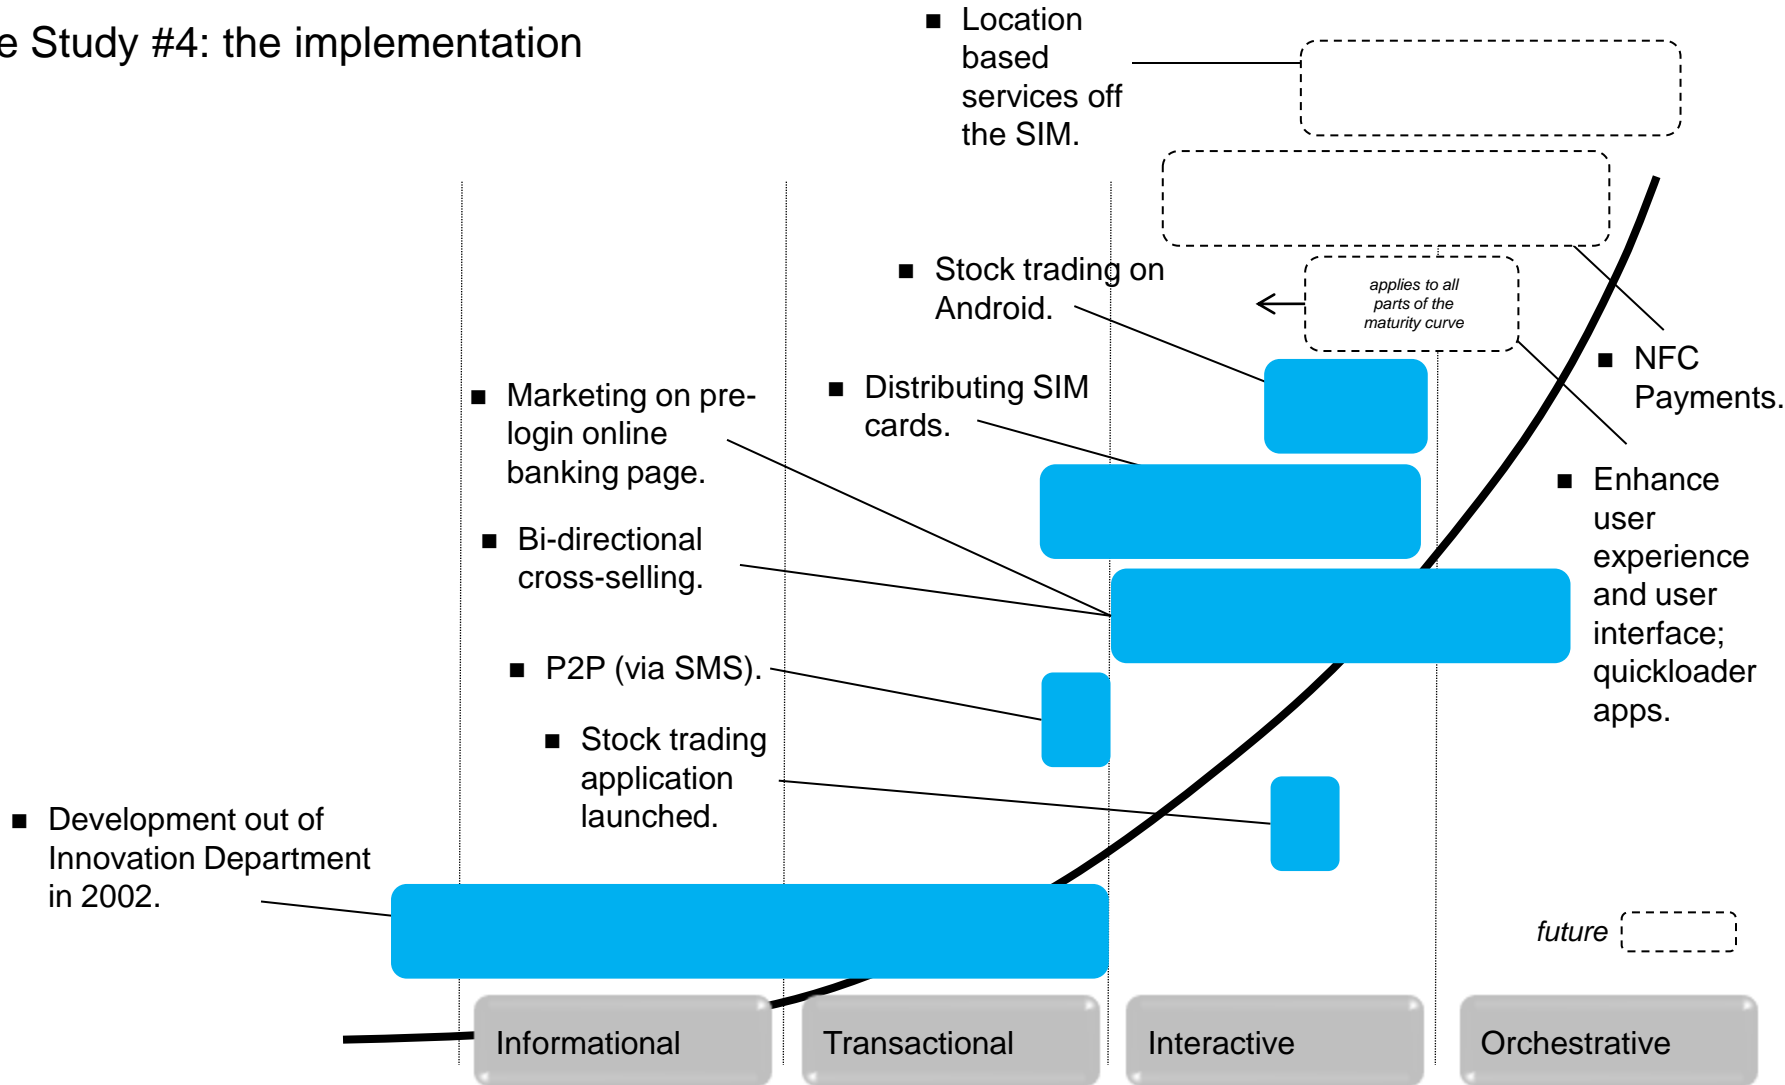 e Study #4: the implementation
■ Location
based
services off
the SIM.
■ Stock trading on
Android.
applies to all
parts of the
maturity curve
■ NFC
Payments.
■ Marketing on pre-
login online
banking page.
■ Distributing SIM
cards.
■ Enhance
user
experience
and user
interface;
quickloader
apps.
■ Bi-directional
cross-selling.
■ P2P (via SMS).
■ Stock trading
application
launched.
■ Development out of
Innovation Department
in 2002.
future
Informational
Transactional
Interactive
Orchestrative